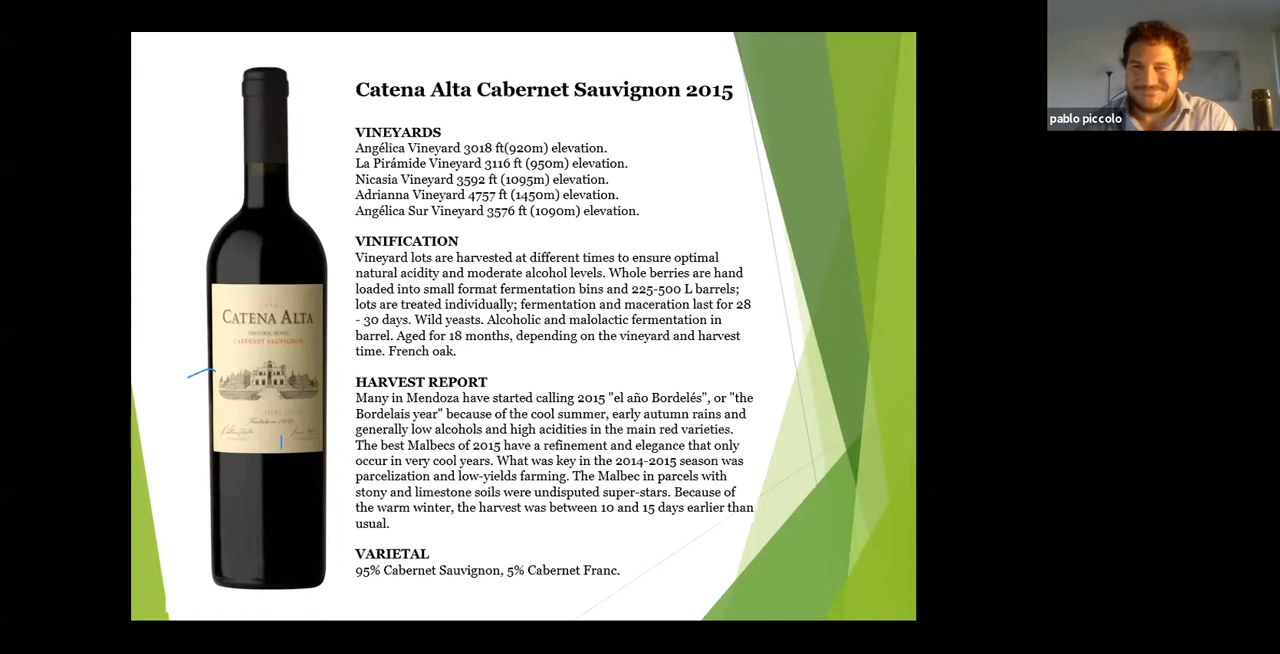 Catena Alta Cabernet Sauvignon 2015
VINEYARDS
Angélica Vineyard 3018 ft(920m) elevation.
La Pirámide Vineyard 3116 ft (950m) elevation.
Nicasia Vineyard 3592 ft (1095m) elevation.
Adrianna Vineyard 4757 ft (1450m) elevation.
Angélica Sur Vineyard 3576 ft (1090m) elevation.
VINIFICATION
Vineyard lots are harvested at different times to ensure optimal
natural acidity and moderate alcohol levels. Whole berries are hand
loaded into small format fermentation bins and 225-500 L barrels;
lots are treated individually; fermentation and maceration last for 28
- 30 days. Wild yeasts. Alcoholic and malolactic fermentation in
barrel. Aged for 18 months, depending on the vineyard and harvest
time. French oak.
HARVEST REPORT
Many in Mendoza have started calling 2015 "el año Bordelés", or "the
Bordelais year" because of the cool summer, early autumn rains and
generally low alcohols and high acidities in the main red varieties.
The best Malbecs of 2015 have a refinement and elegance that only
occur in very cool years. What was key in the 2014-2015 season was
parcelization and low-yields farming. The Malbec in parcels with
stony and limestone soils were undisputed super-stars. Because of
the warm winter, the harvest was between 10 and 15 days earlier than
usual.
VARIETAL
95% Cabernet Sauvignon, 5% Cabernet Franc.
CATENA ALTA
CABERNET SAUVIGNON
pablo piccolo